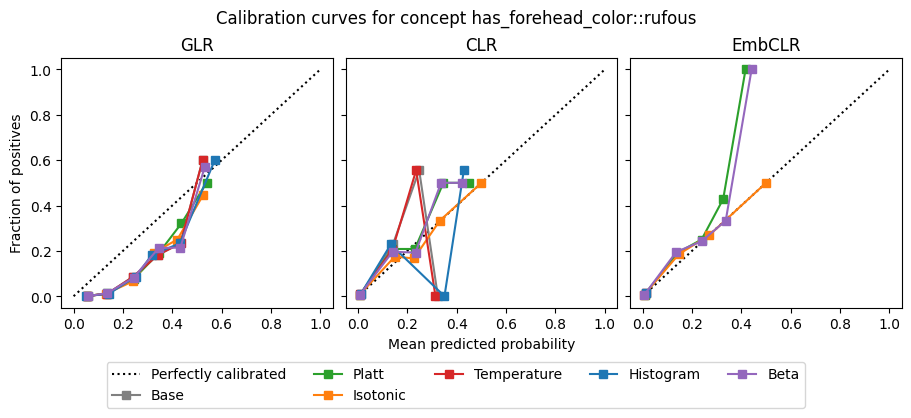 Calibration curves for concept has_forehead_color::rufous
GLR
CLR
EmbCLR
Fraction of positives
1.0
0.8
0.6
0.4
0.2
0.0
0.0 0.2 0.4 0.6 0.8 1.0
0.0 0.2 0.4 0.6 0.8 1.0
0.0 0.2 0.4 0.6 0.8 1.0
Mean predicted probability
Perfectly calibrated Platt Temperature Histogram Beta
Base Isotonic